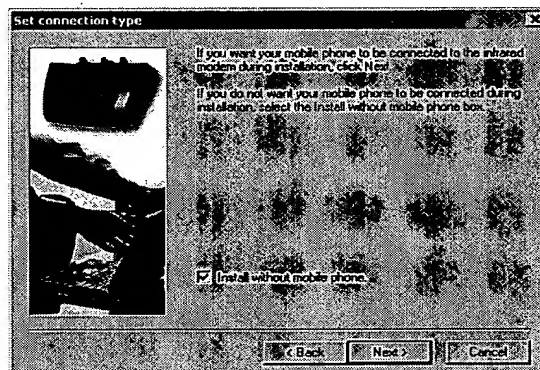 Set connection type
If you want your mobile phone to be connected to the infrared
modem during installation, click Next
If you do not want your mobile phone to be connected during
installation, select the Install without mobile phone box.
Install without mobile phone.
< Back
Next >
Cancel